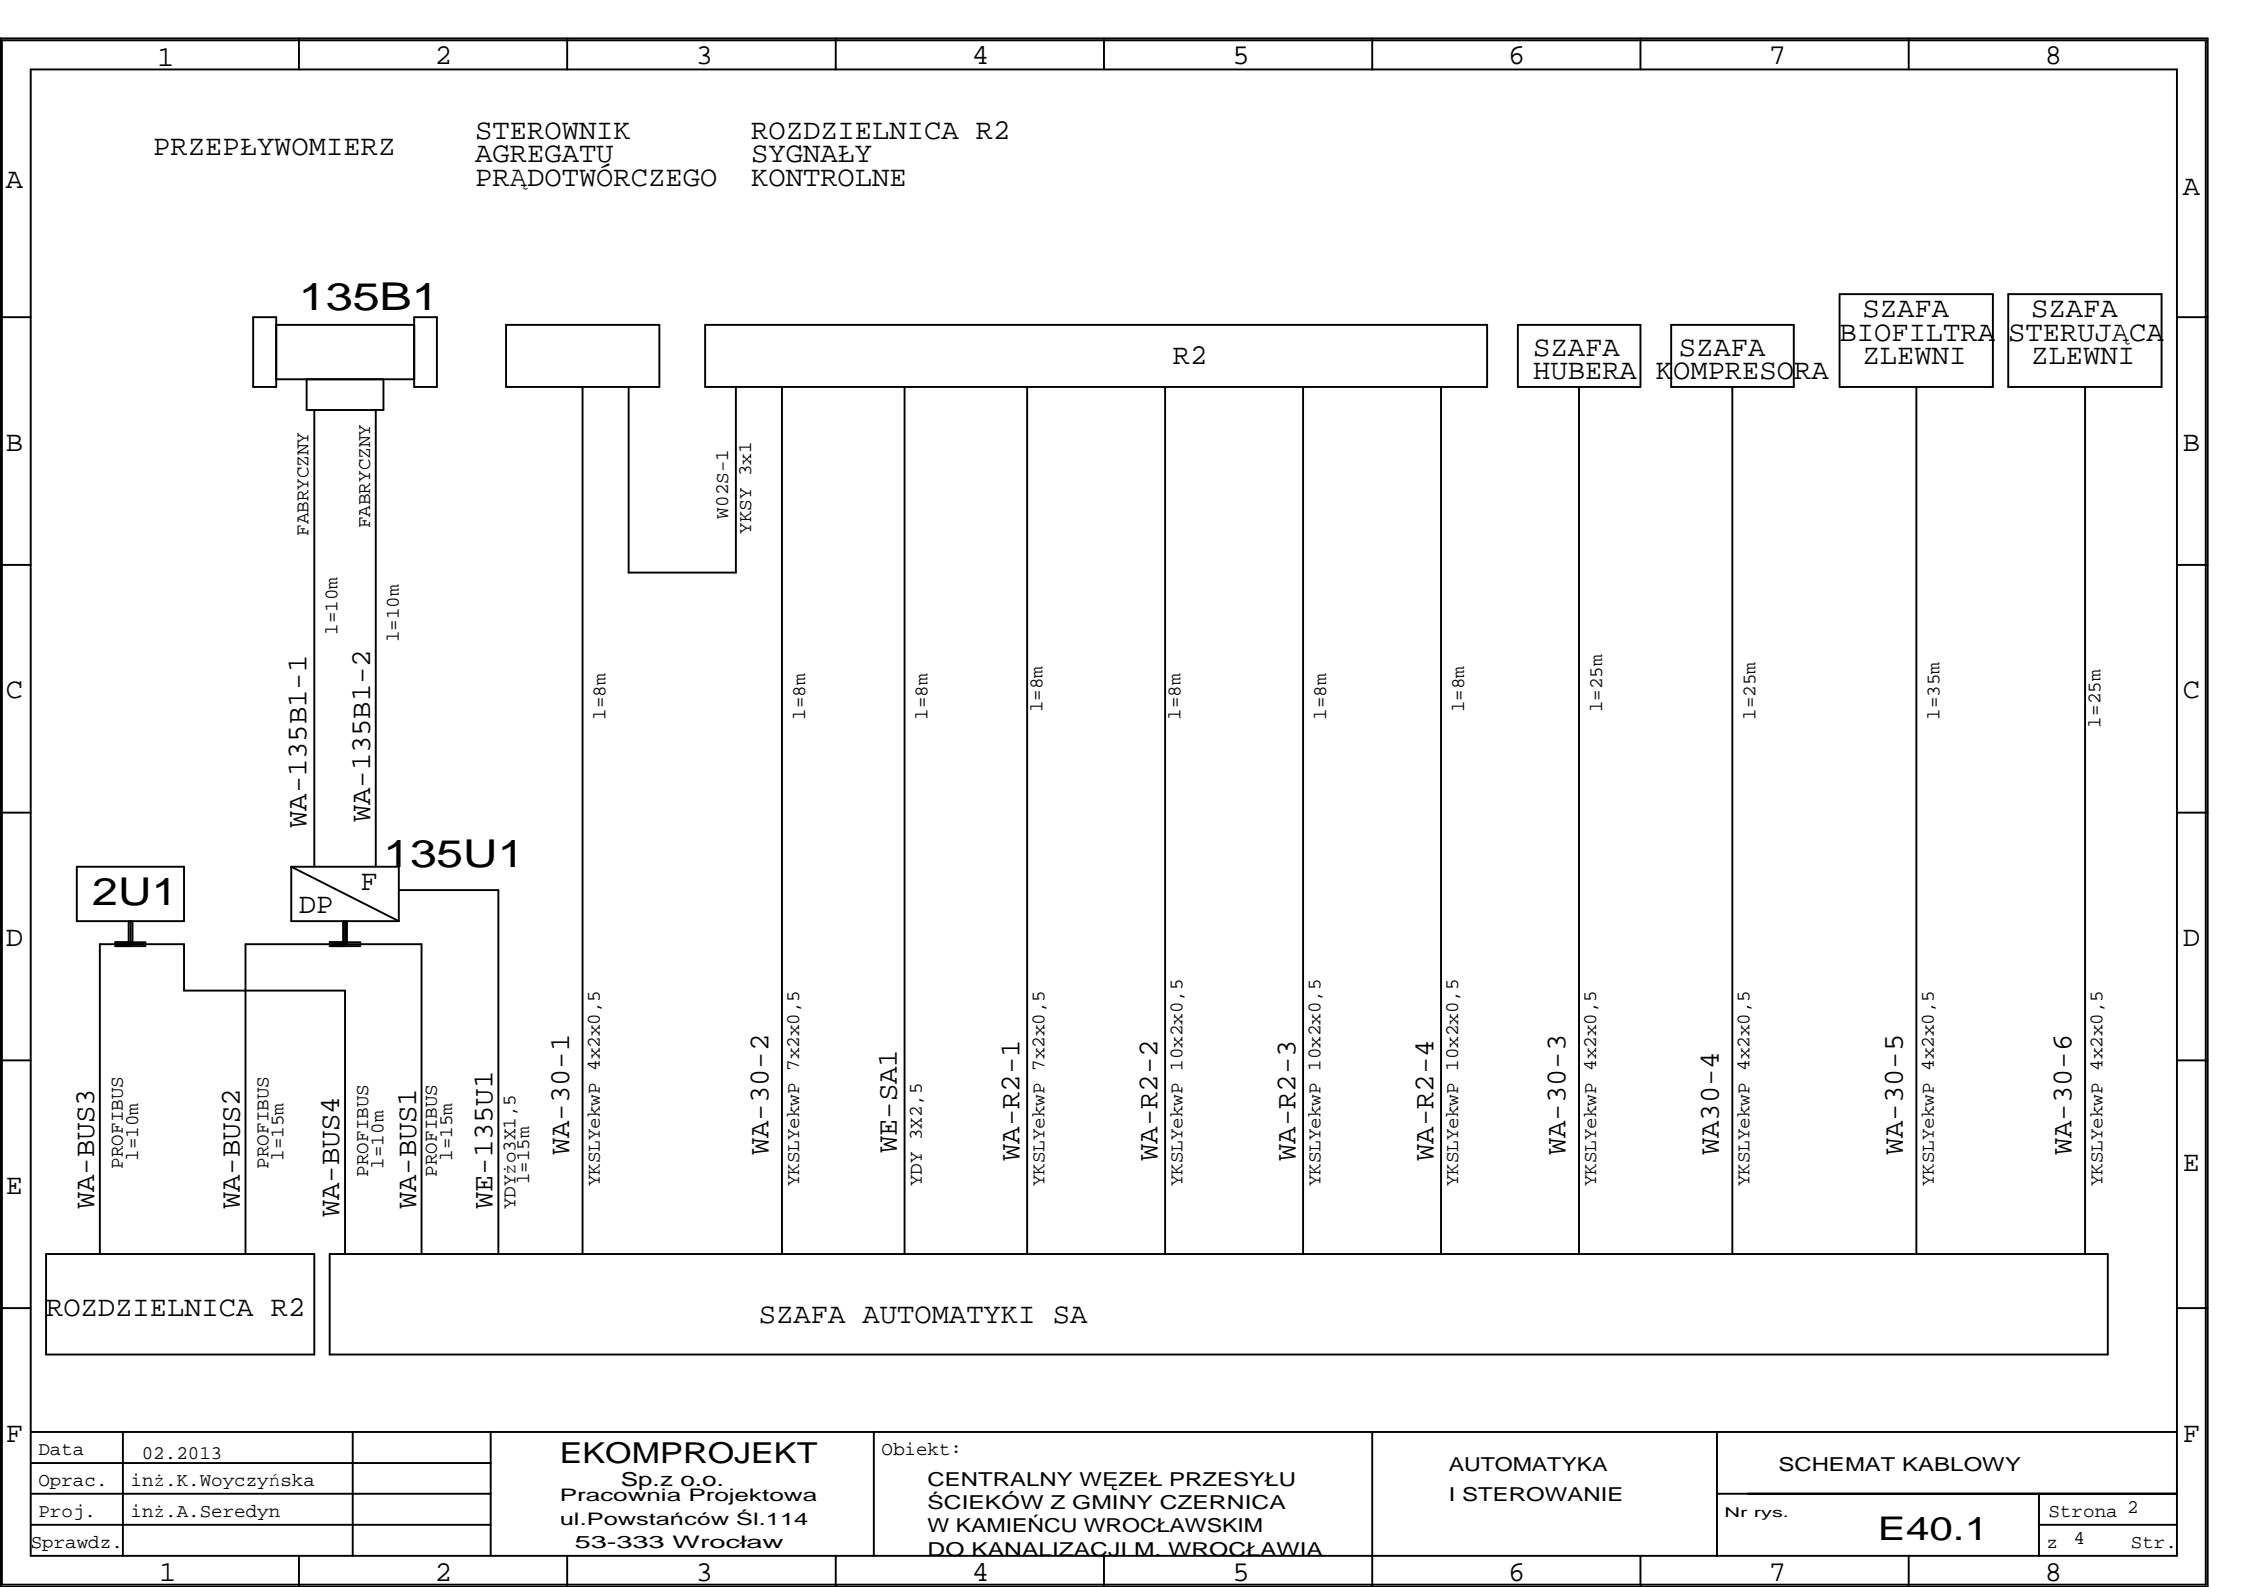 1 2 3 4 5 6 7 8
A A
B B
C C
D D
E E
F F
PRZEPŁYWOMIERZ
STEROWNIK
AGREGATU
PRĄDOTWÓRCZEGO
ROZDZIELNICA R2
SYGNAŁY
KONTROLNE
135B1
R2
SZAFA
HUBERA
SZAFA
KOMPRESORA
SZAFA
BIOFILTRA
ZLEWNI
SZAFA
STERUJĄCA
ZLEWNI
FABRYCZNY
FABRYCZNY
W02S-1
YKSY 3x1
l=10m
l=10m
WA-135B1-1
WA-135B1-2
l=8m
l=8m
l=8m
l=8m
l=8m
l=8m
l=8m
l=25m
l=25m
l=35m
l=25m
2U1
135U1
F
DP
WA-BUS3
PROFIBUS
l=10m
WA-BUS2
PROFIBUS
l=15m
WA-BUS4
PROFIBUS
l=10m
WA-BUS1
PROFIBUS
l=15m
WE-135U1
YDYżo3X1,5
l=15m
WA-30-1
YKSLYekwP 4x2x0,5
WA-30-2
YKSLYekwP 7x2x0,5
WE-SA1
YDY 3X2,5
WA-R2-1
YKSLYekwP 7x2x0,5
WA-R2-2
YKSLYekwP 10x2x0,5
WA-R2-3
YKSLYekwP 10x2x0,5
WA-R2-4
YKSLYekwP 10x2x0,5
WA-30-3
YKSLYekwP 4x2x0,5
WA30-4
YKSLYekwP 4x2x0,5
WA-30-5
YKSLYekwP 4x2x0,5
WA-30-6
YKSLYekwP 4x2x0,5
ROZDZIELNICA R2
SZAFA AUTOMATYKI SA
Data 02.2013
Oprac. inż.K.Woyczyńska
Proj. inż.A.Seredyn
Sprawdz.
EKOMPROJEKT
Sp.z o.o.
Pracownia Projektowa
ul.Powstańców Śl.114
53-333 Wrocław
Obiekt:
CENTRALNY WĘZEŁ PRZESYŁU
ŚCIEKÓW Z GMINY CZERNICA
W KAMIEŃCU WROCŁAWSKIM
DO KANALIZACJI M. WROCŁAWIA
AUTOMATYKA
I STEROWANIE
SCHEMAT KABLOWY
Nr rys. E40.1
Strona 2
z 4 Str.
1 2 3 4 5 6 7 8